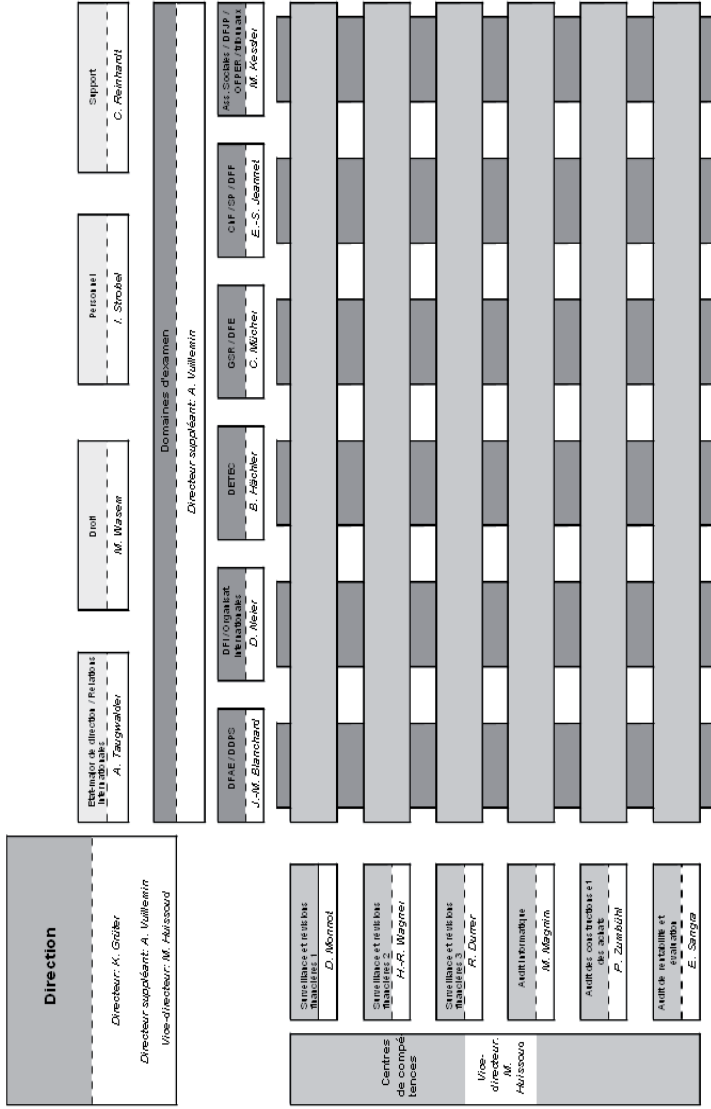 Direction
Directeur: K. Grüter
Directeur suppléant: A. Vuillemin
Vice-directeur: M. Huissoud
Etat-major de direction / Relations
internationales
A. Taugwalder
Droit
M. Wasem
Personnel
I. Strobel
Support
C. Reinhardt
Domaines d'examen
Directeur suppléant: A. Vuillemin
DFAE / DDPS
J.-M. Blanchard
DFI / Organisat.
Internationales
D. Neier
DETEC
B. Hächler
GSR / DFE
C. Mücher
ChF / SP / DFF
E.-S. Jeannet
Ass. Sociales / DFJP /
OFPER / tribunaux
M. Kessler
Centres
de compé
tences
Vice-
directeur:
M.
Huissoud
Surveillance et révisions
financières 1
D. Monnot
Surveillance et révisions
financières 2
H.-R. Wagner
Surveillance et révisions
financières 3
R. Durrer
Audit informatique
M. Magnin
Audit des constructions et
des achats
P. Zumbühl
Audit de rentabilité et
évaluation
E. Sangra